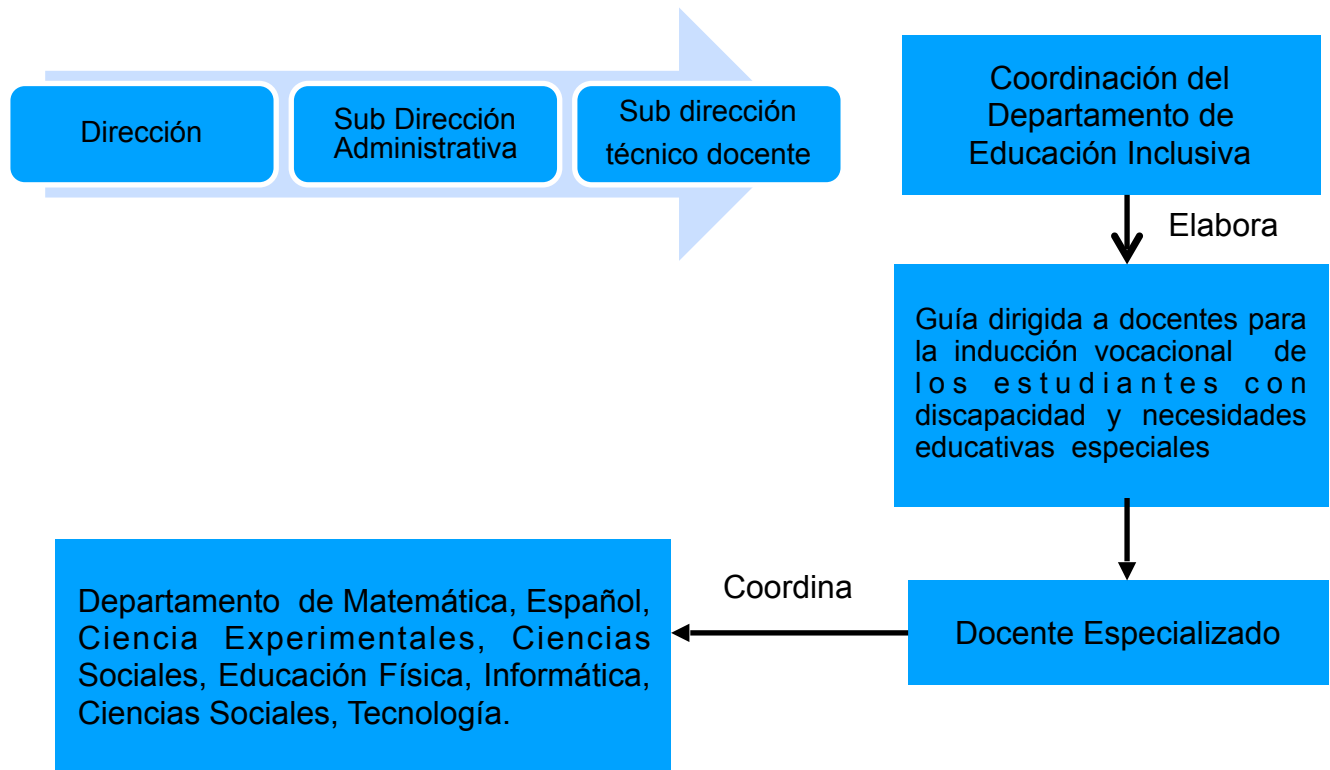 Dirección
Sub Dirección
Administrativa
Sub dirección
técnico docente
Coordinación del
Departamento de
Educación Inclusiva
Elabora
Guía dirigida a docentes para
la inducción vocacional de
los estudiantes con
discapacidad y necesidades
educativas especiales
Docente Especializado
Coordina
Departamento de Matemática, Español,
Ciencia Experimentales, Ciencias
Sociales, Educación Física, Informática,
Ciencias Sociales, Tecnología.